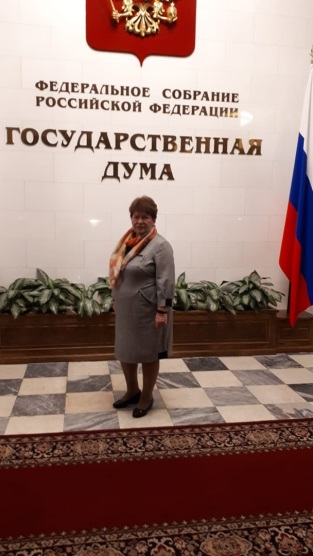 ФЕДЕРАЛЬНОЕ СОБРАНИЕ
РОССИЙСКОЙ ФЕДЕРАЦИИ
ГОСУДАРСТВЕННАЯ
ДУМА